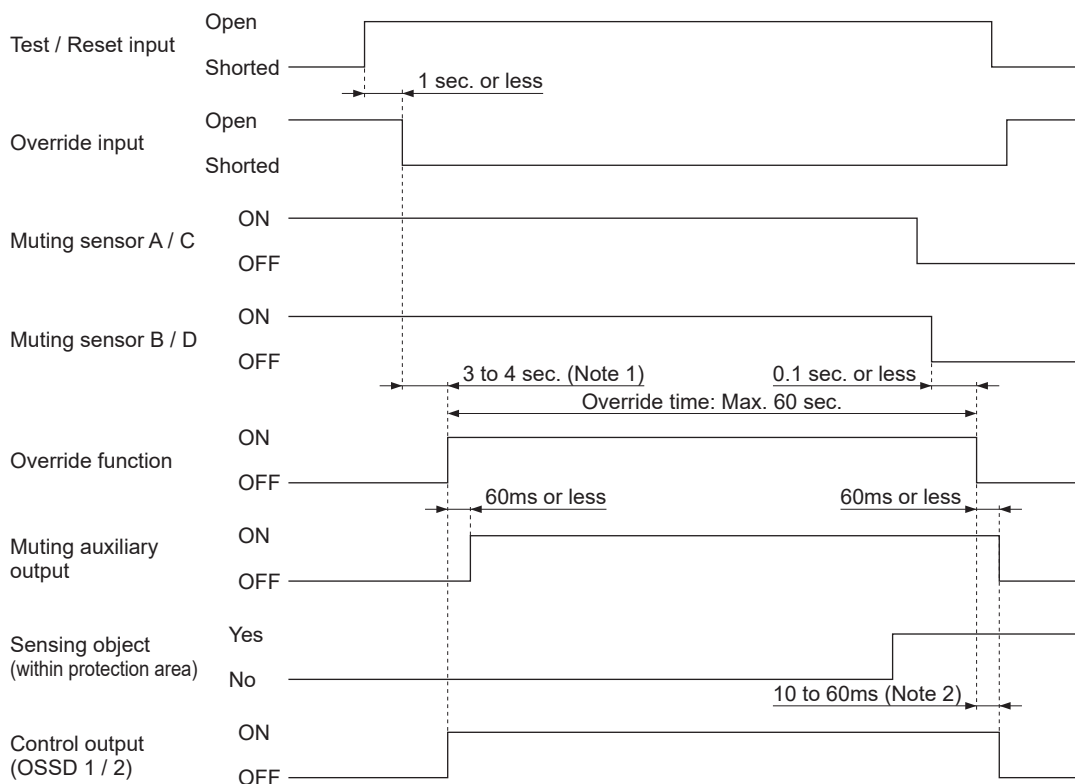 Test / Reset input
Open
Shorted
1 sec. or less
Override input
Open
Shorted
Muting sensor A / C
ON
OFF
Muting sensor B / D
ON
OFF
3 to 4 sec. (Note 1)
0.1 sec. or less
Override time: Max. 60 sec.
Override function
ON
OFF
60ms or less
60ms or less
Muting auxiliary
output
ON
OFF
Sensing object
(within protection area)
Yes
No
10 to 60ms (Note 2)
Control output
(OSSD 1 / 2)
ON
OFF